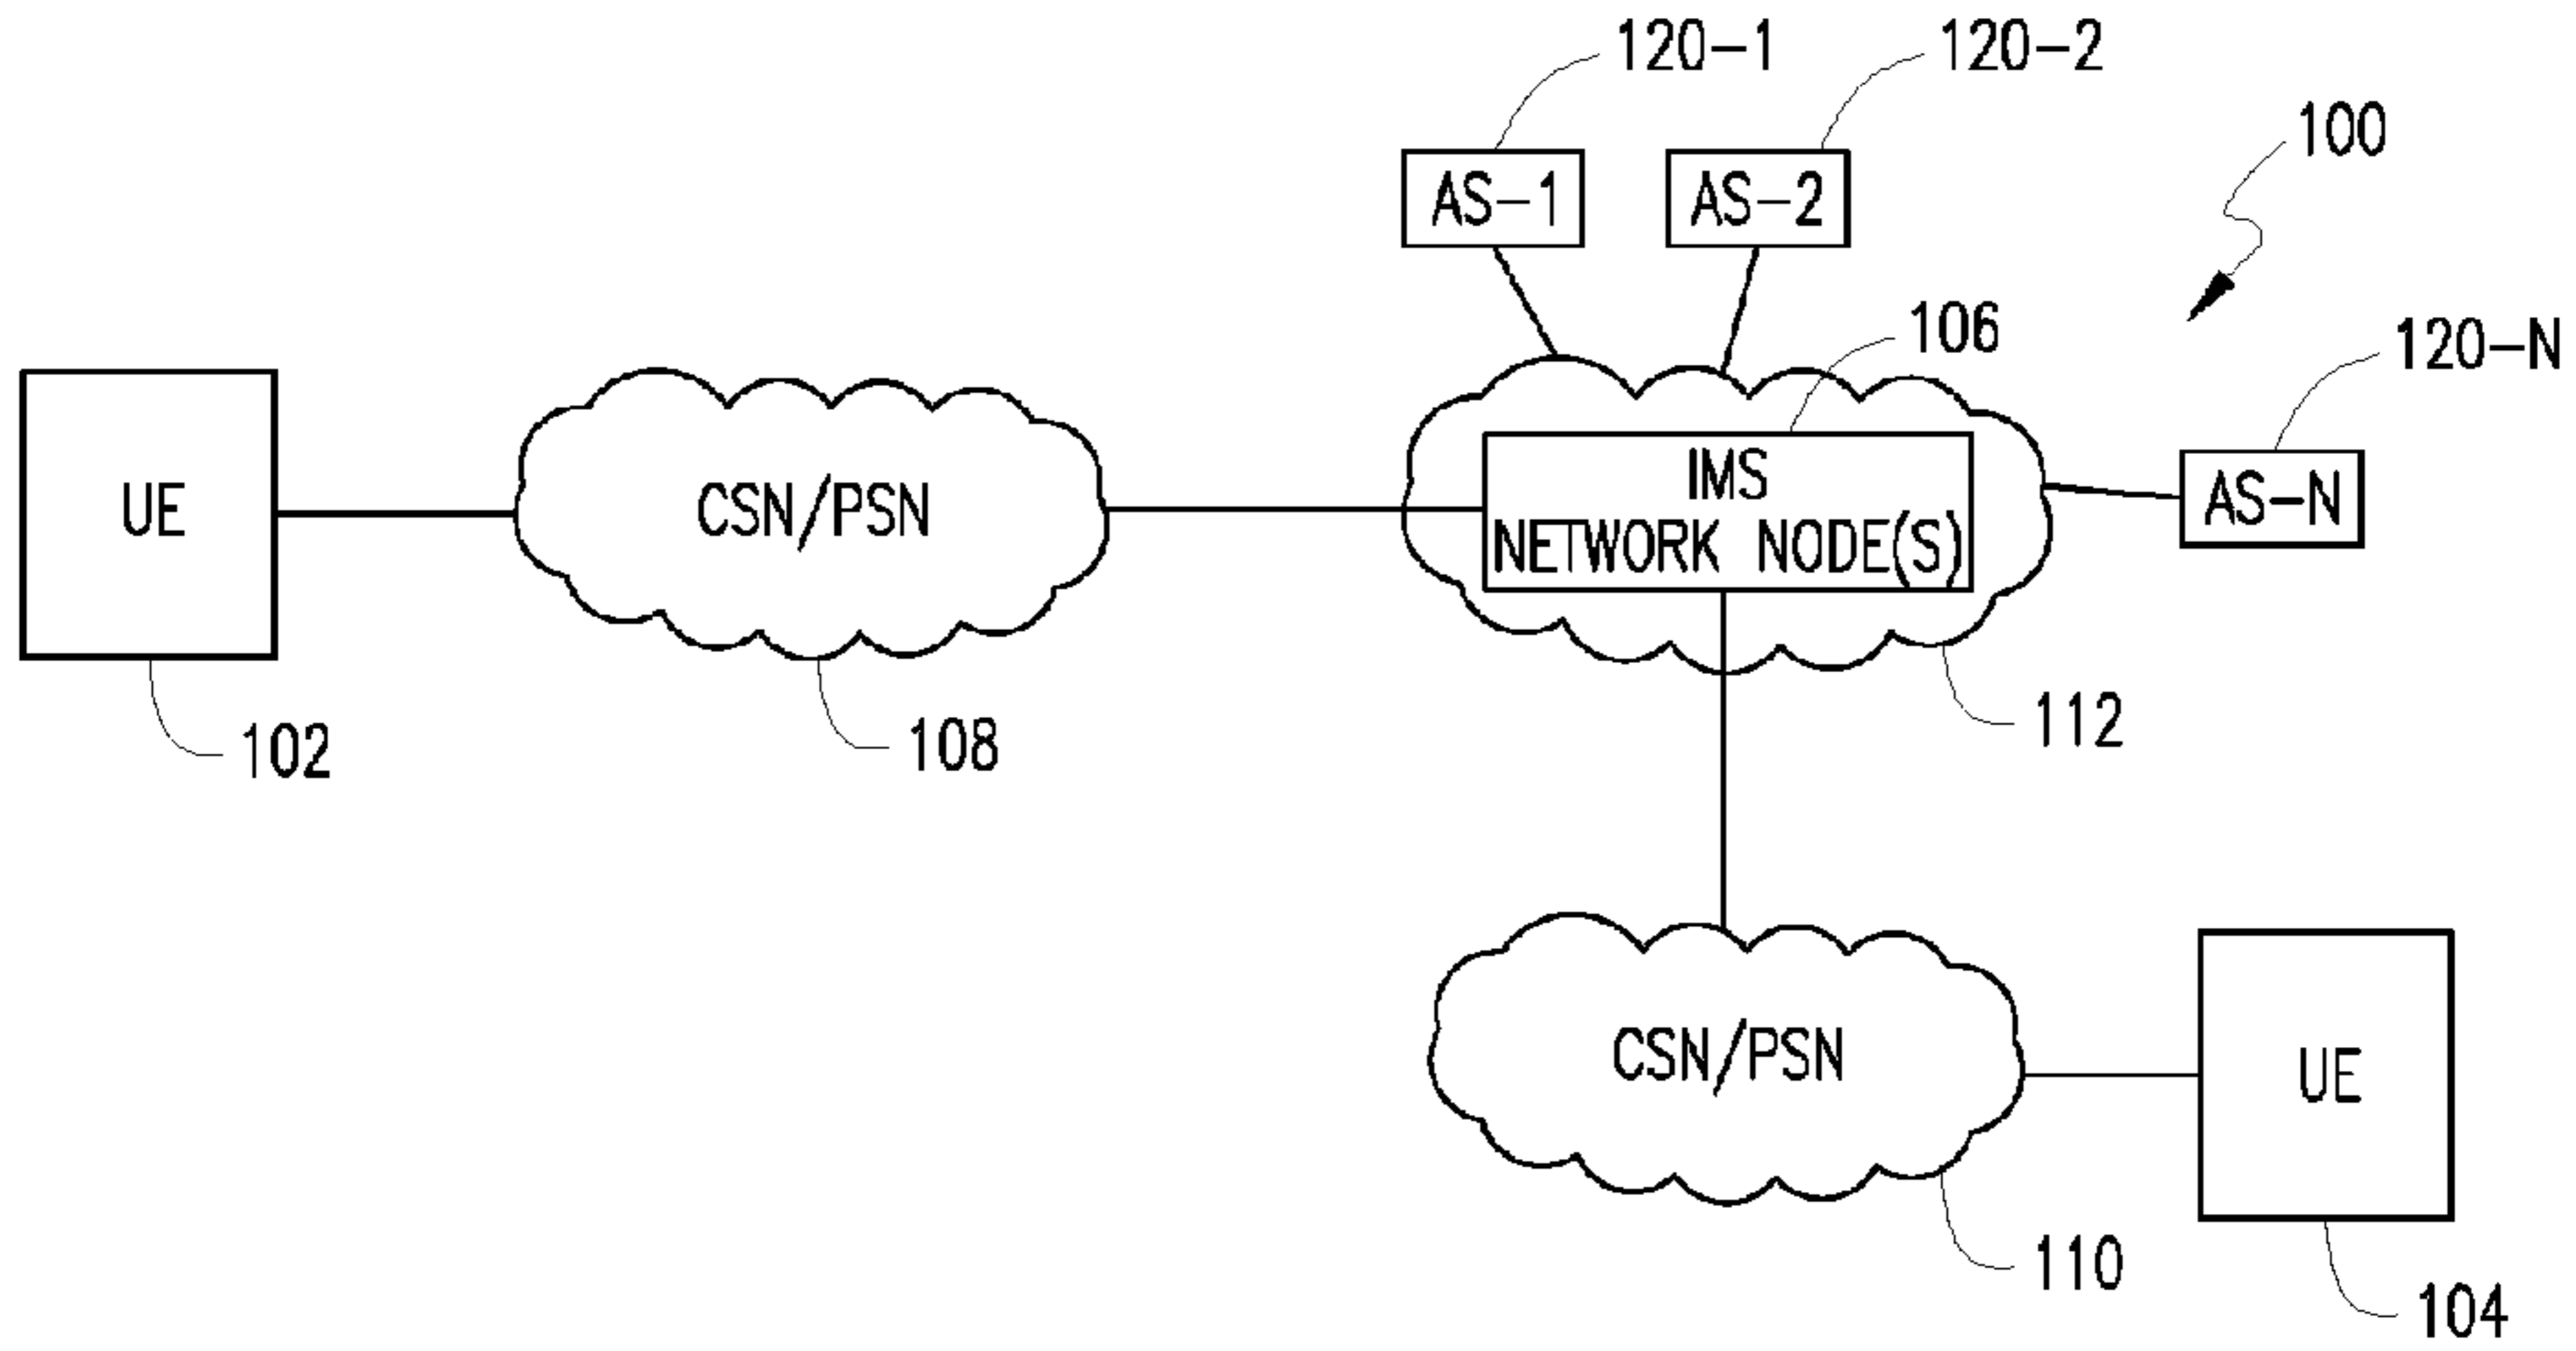 120-1
120-2
100
AS-1
AS-2
106
120-N
UE
CSN/PSN
IMS
NETWORK NODE(S)
AS-N
102
108
112
CSN/PSN
UE
110
104